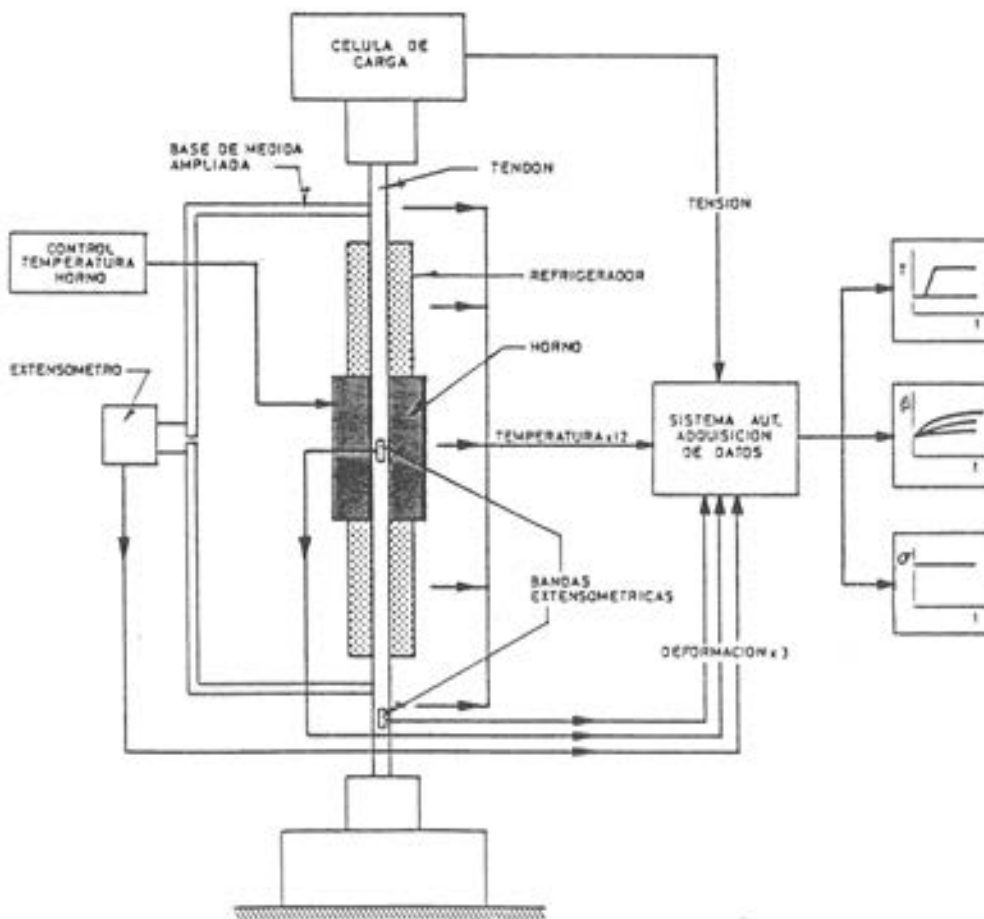 CELULA DE
CARGA
BASE DE MEDIDA
AMPLIADA
TENDON
TENSION
CONTROL
TEMPERATURA
HORNO
REFRIGERADOR
T
t
HORNO
EXTENSOMETRO
SISTEMA AUT.
ADQUISICION
DE DATOS
TEMPERATURA x12
β
t
BANDAS
EXTENSOMETRICAS
σ
t
DEFORMACION x 3